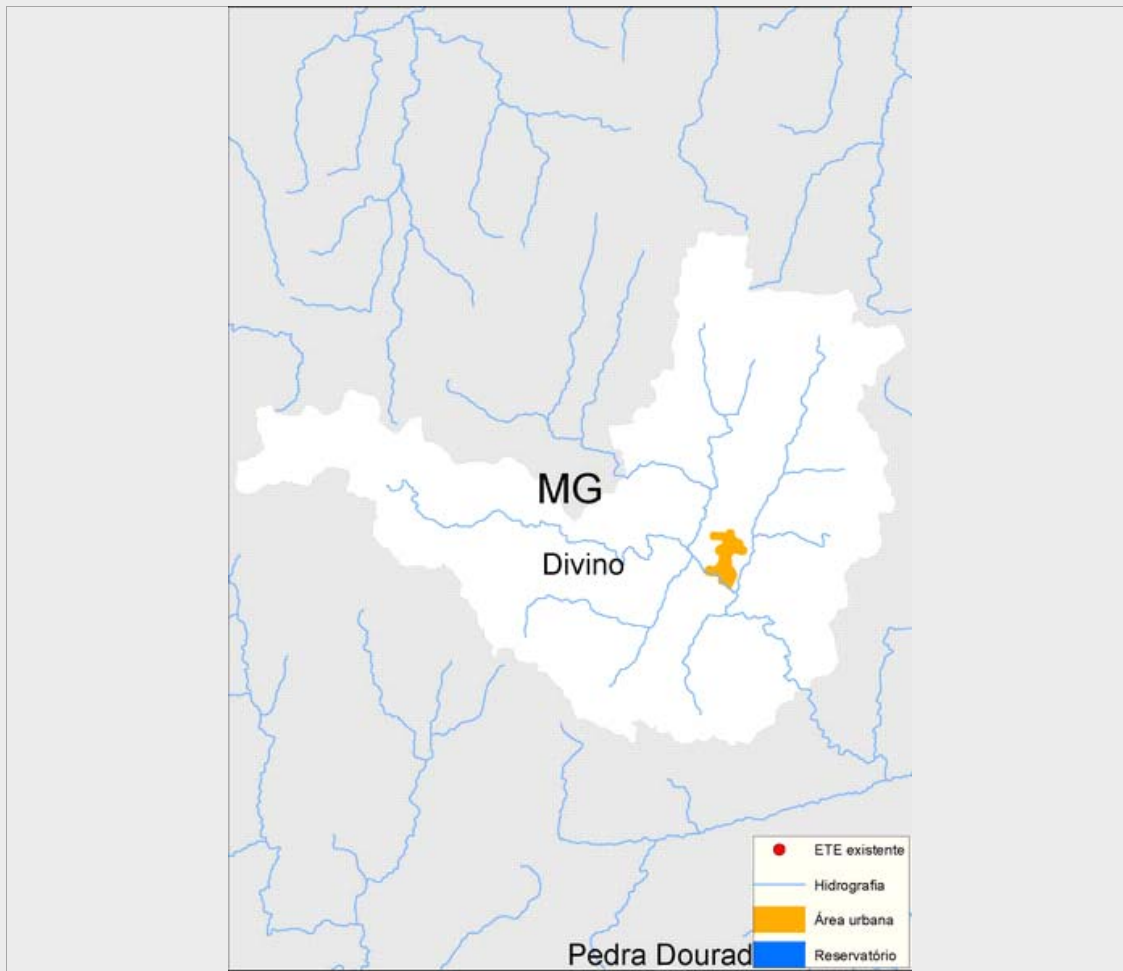 MG
Divino
ETE existente
Hidrografia
Área urbana
Reservatório
Pedra Dourad